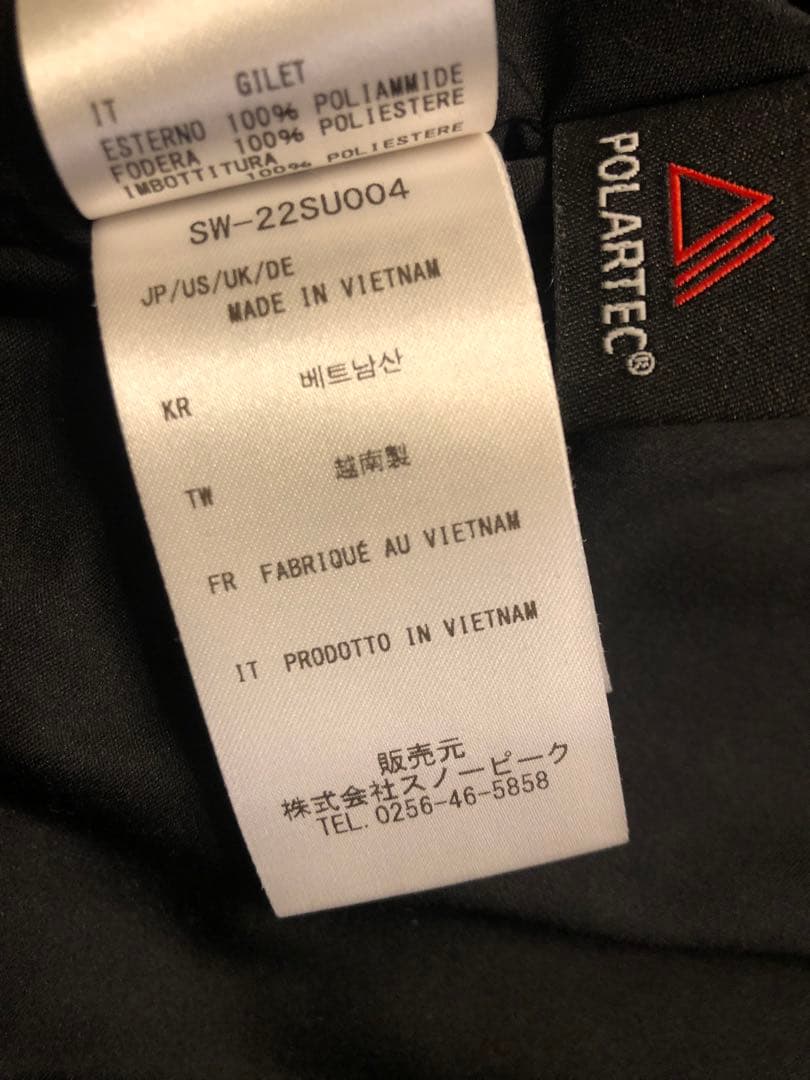 IT GILET
ESTERNO 100% POLIAMMIDE
FODERA 100% POLIESTERE
IMBOTTITURA
100% POLIESTERE
SW-22SU004
JP/US/UK/DE
MADE IN VIETNAM
KR 베트남산
TW 越南製
FR FABRIQUÉ AU VIETNAM
IT PRODOTTO IN VIETNAM
販売元
株式会社スノーピーク
TEL. 0256-46-5858
POLARTEC®